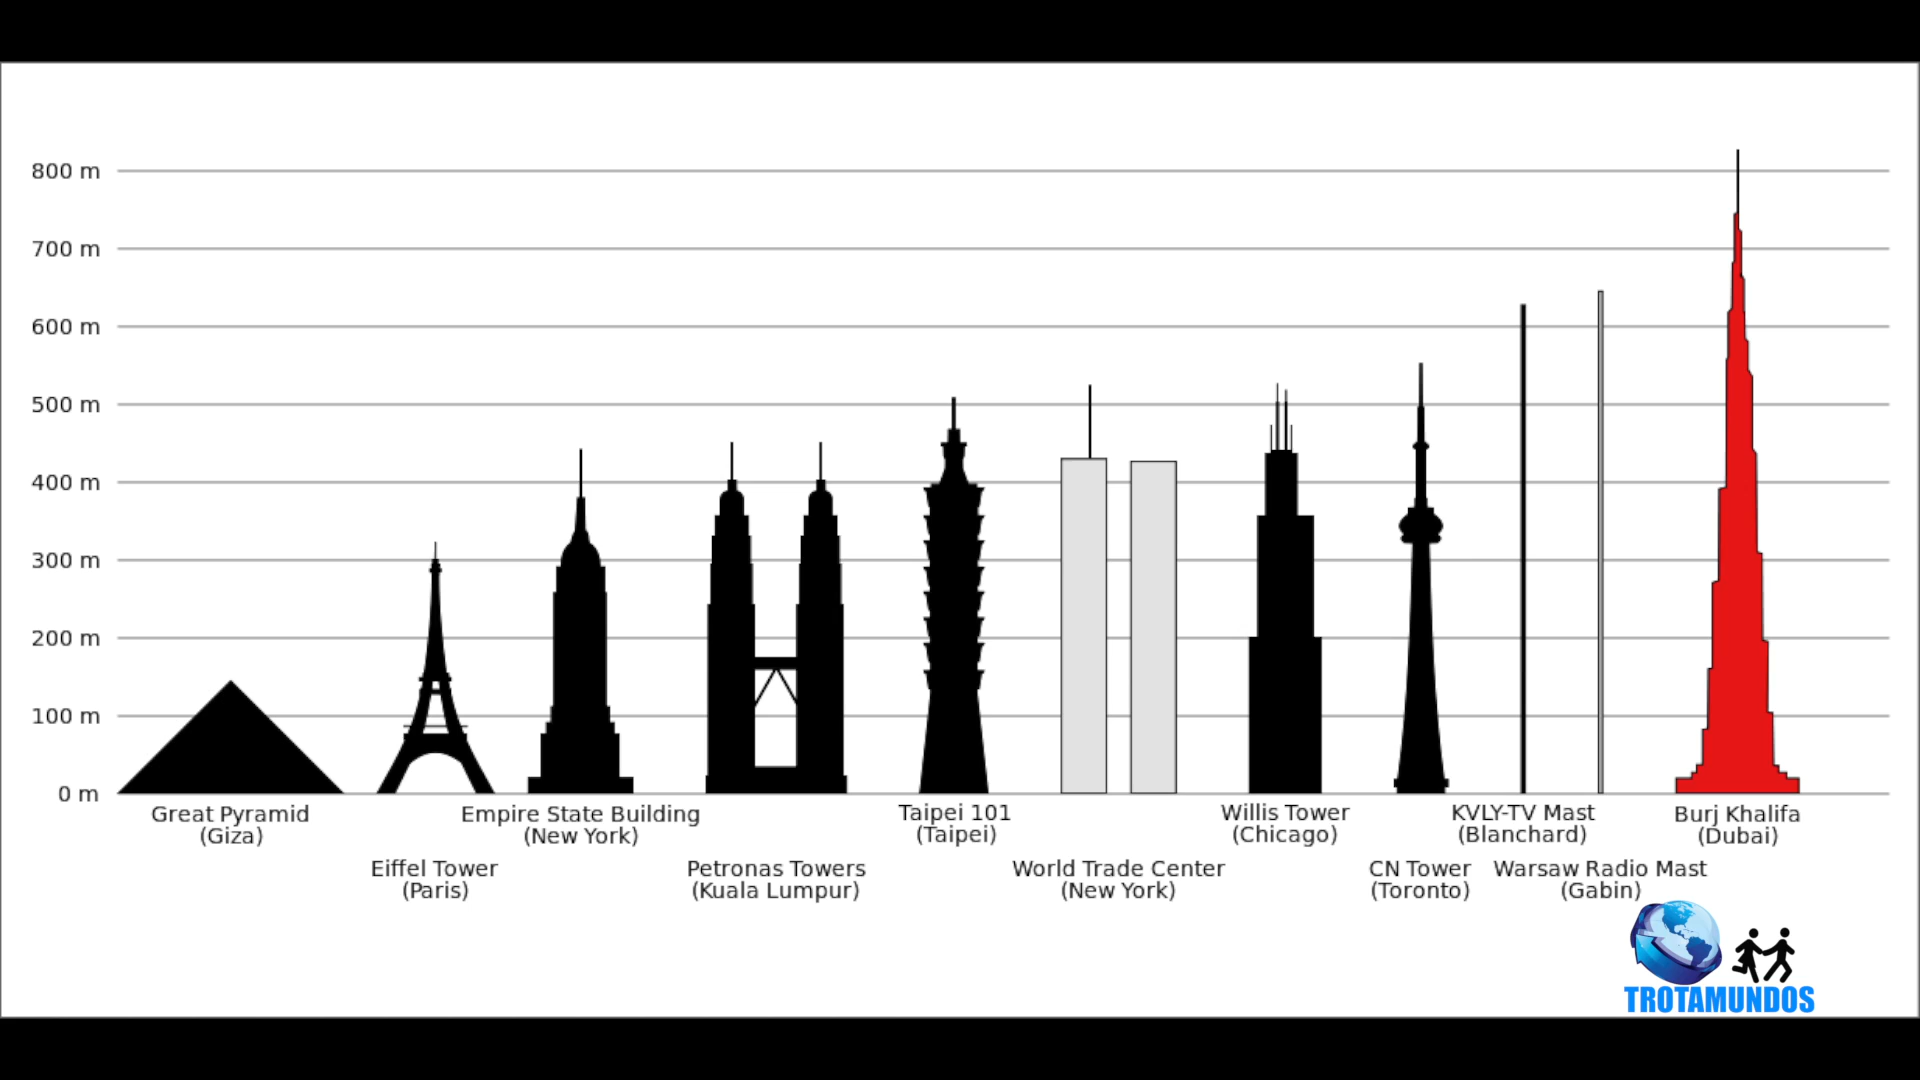 800 m
700 m
600 m
500 m
400 m
300 m
200 m
100 m
0 m
Great Pyramid
(Giza)
Eiffel Tower
(Paris)
Empire State Building
(New York)
Petronas Towers
(Kuala Lumpur)
Taipei 101
(Taipei)
World Trade Center
(New York)
Willis Tower
(Chicago)
CN Tower
(Toronto)
KVLY-TV Mast
(Blanchard)
Warsaw Radio Mast
(Gabin)
Burj Khalifa
(Dubai)
TROTAMUNDOS